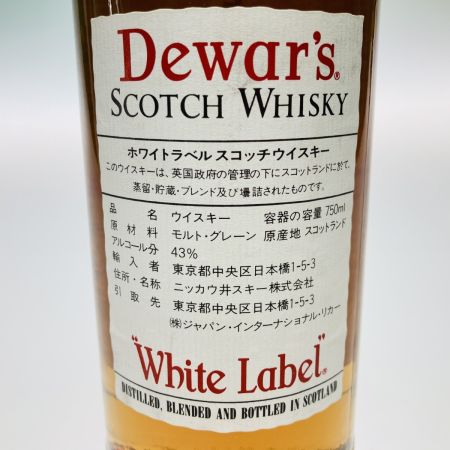 Dewar's®
SCOTCH WHISKY
ホワイトラベル スコッチウイスキー
このウイスキーは、英国政府の管理の下にスコットランドに於て、
蒸留・貯蔵・ブレンド及び壜詰されたものです。
品名 ウイスキー 容器の容量 750ml
原材料 モルト・グレーン 原産地 スコットランド
アルコール分 43%
輸入者 東京都中央区日本橋1-5-3
住所・名称 ニッカウ井スキー株式会社
引取先 東京都中央区日本橋1-5-3
㈱ジャパン・インターナショナル・リカー
"White Label"®
DISTILLED, BLENDED AND BOTTLED IN SCOTLAND